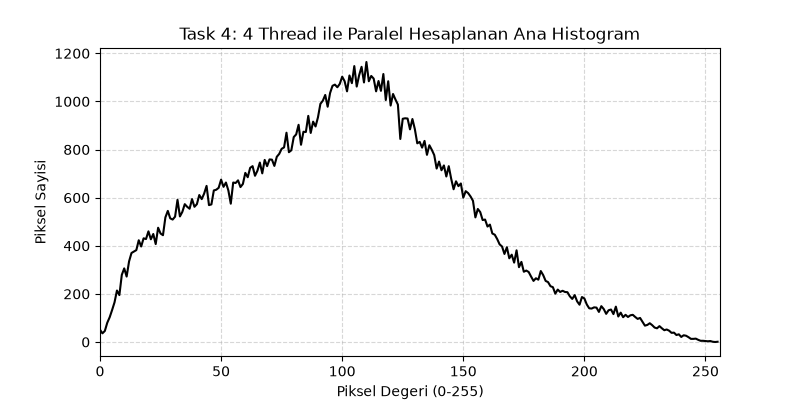 Task 4: 4 Thread ile Paralel Hesaplanan Ana Histogram
1200
1000
800
600
400
200
0
Piksel Sayisi
0 50 100 150 200 250
Piksel Degeri (0-255)